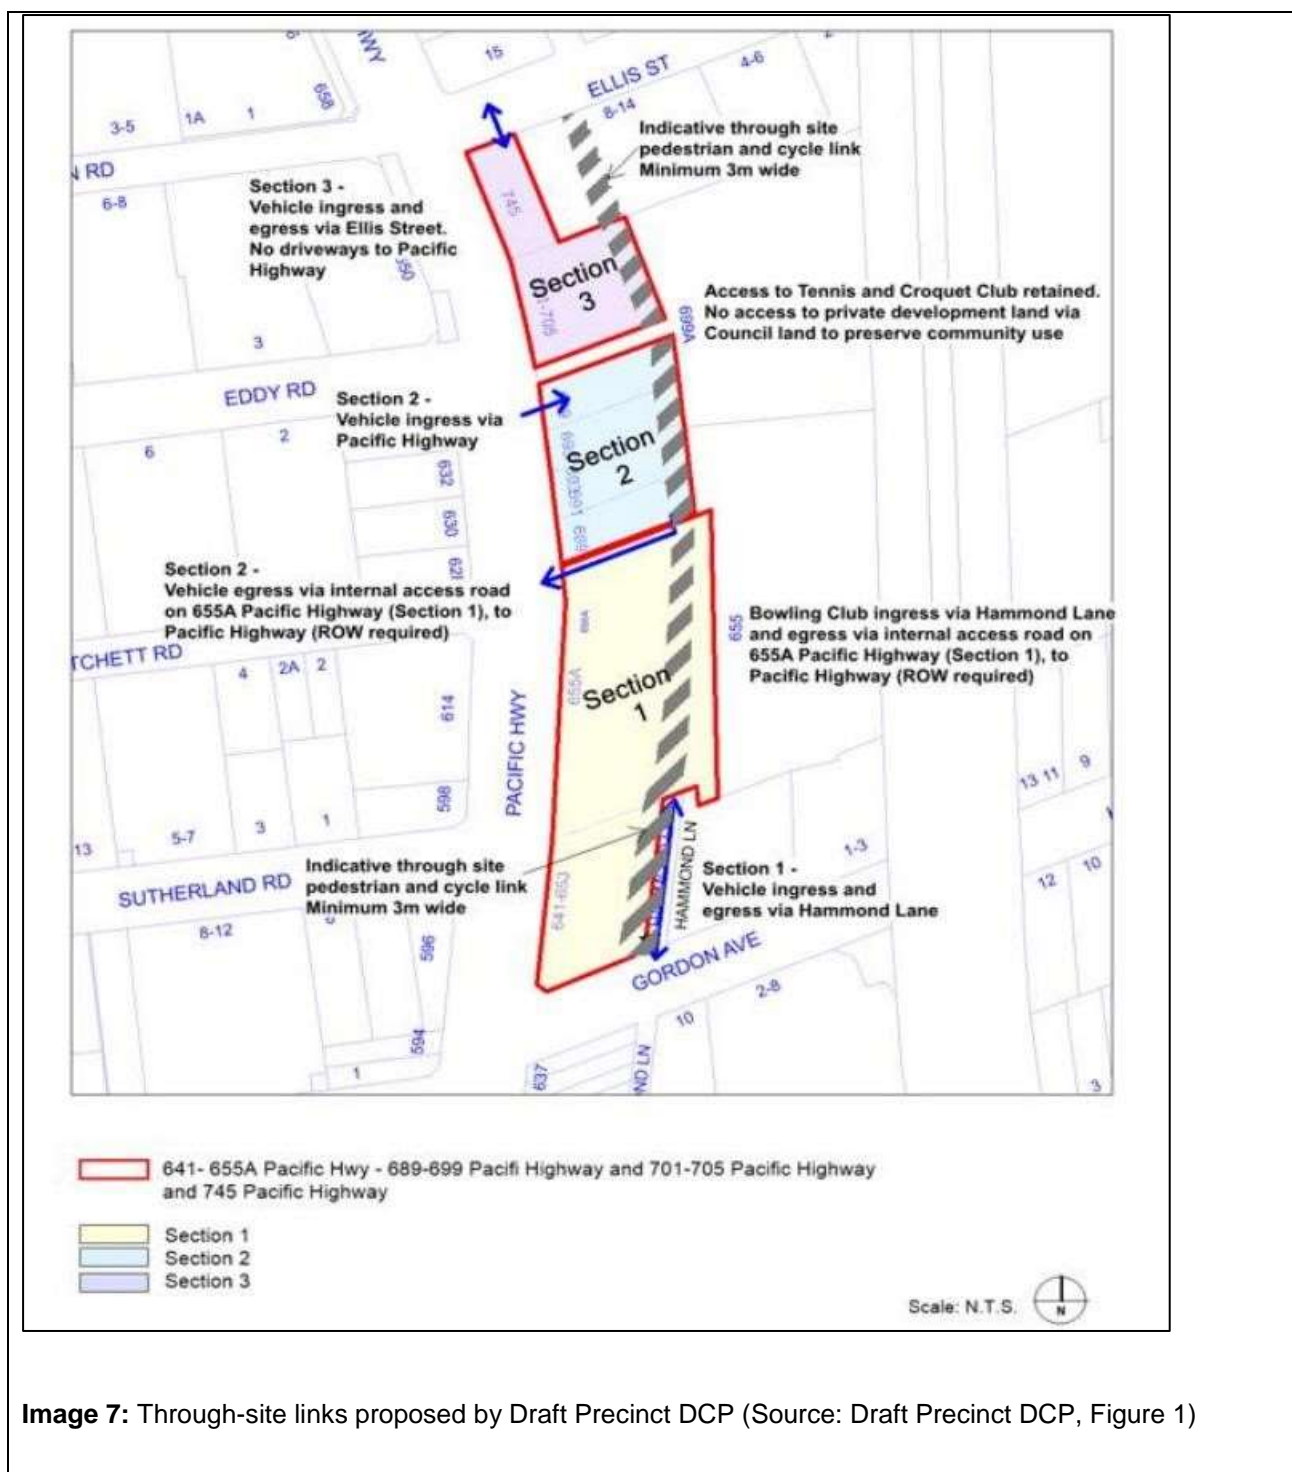 HWY
15
ELLIS ST
4-6
8-14
658
3-5
1A
1
Indicative through site
pedestrian and cycle link
Minimum 3m wide
N RD
6-8
Section 3 -
Vehicle ingress and
egress via Ellis Street.
No driveways to Pacific
Highway
745
Section
3
Access to Tennis and Croquet Club retained.
No access to private development land via
Council land to preserve community use
699A
3
EDDY RD
Section 2 -
Vehicle ingress via
Pacific Highway
6
2
632
630
Section
2
691
689
Section 2 -
Vehicle egress via internal access road
on 655A Pacific Highway (Section 1), to
Pacific Highway (ROW required)
Bowling Club ingress via Hammond Lane
and egress via internal access road on
655A Pacific Highway (Section 1), to
Pacific Highway (ROW required)
655
TCHETT RD
4
2A
2
614
655A
Section
1
PACIFIC HWY
598
13
5-7
3
1
13 11
9
SUTHERLAND RD
8-12
596
Indicative through site
pedestrian and cycle link
Minimum 3m wide
641-653
HAMMOND LN
Section 1 -
Vehicle ingress and
egress via Hammond Lane
1-3
12
10
GORDON AVE
2-8
10
594
1
637
ND LN
3
641- 655A Pacific Hwy - 689-699 Pacifi Highway and 701-705 Pacific Highway
and 745 Pacific Highway
Section 1
Section 2
Section 3
Scale: N.T.S.
N
Image 7: Through-site links proposed by Draft Precinct DCP (Source: Draft Precinct DCP, Figure 1)